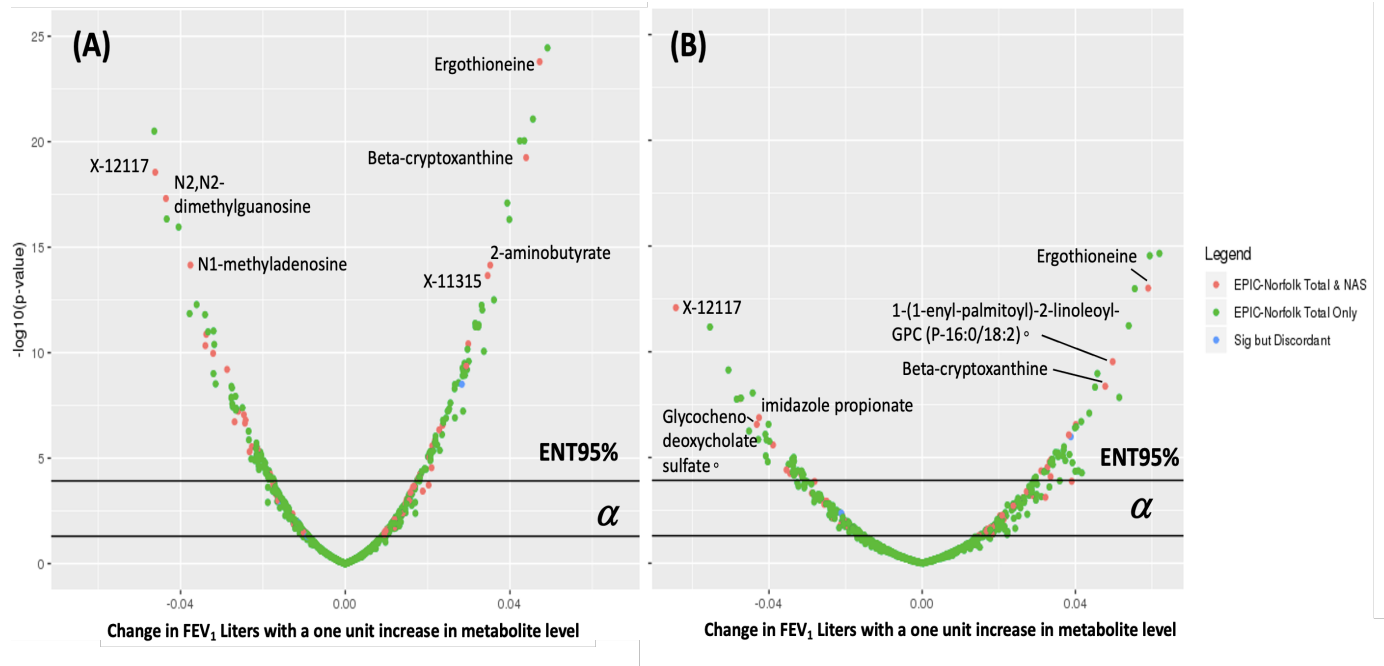 (A)
25
20
15
10
5
0
-log10(p-value)
Ergothioneine
Beta-cryptoxanthine
X-12117
N2,N2-
dimethylguanosine
N1-methyladenosine
2-aminobutyrate
X-11315
ENT95%
α
-0.04
0.00
0.04
Change in FEV₁ Liters with a one unit increase in metabolite level
(B)
Ergothioneine
X-12117
1-(1-enyl-palmitoyl)-2-linoleoyl-
GPC (P-16:0/18:2)°
Beta-cryptoxanthine
imidazole propionate
Glycocheno-
deoxycholate
sulfate°
ENT95%
α
-0.04
0.00
0.04
Change in FEV₁ Liters with a one unit increase in metabolite level
Legend
EPIC-Norfolk Total & NAS
EPIC-Norfolk Total Only
Sig but Discordant